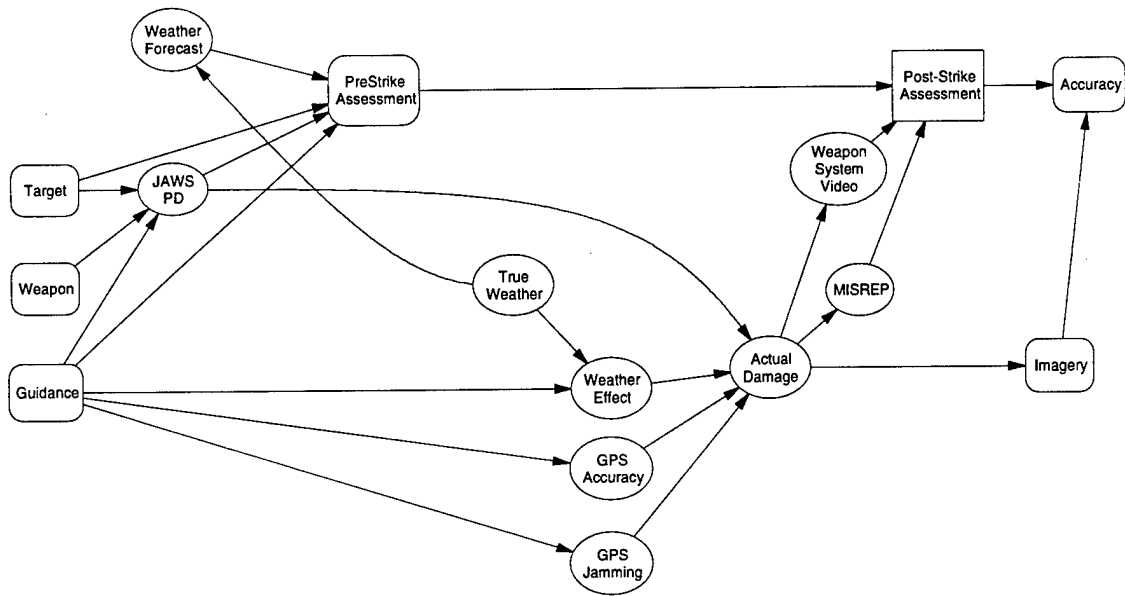 Weather
Forecast
PreStrike
Assessment
Post-Strike
Assessment
Accuracy
Target
JAWS
PD
Weapon
System
Video
Weapon
True
Weather
MISREP
Guidance
Weather
Effect
Actual
Damage
Imagery
GPS
Accuracy
GPS
Jamming